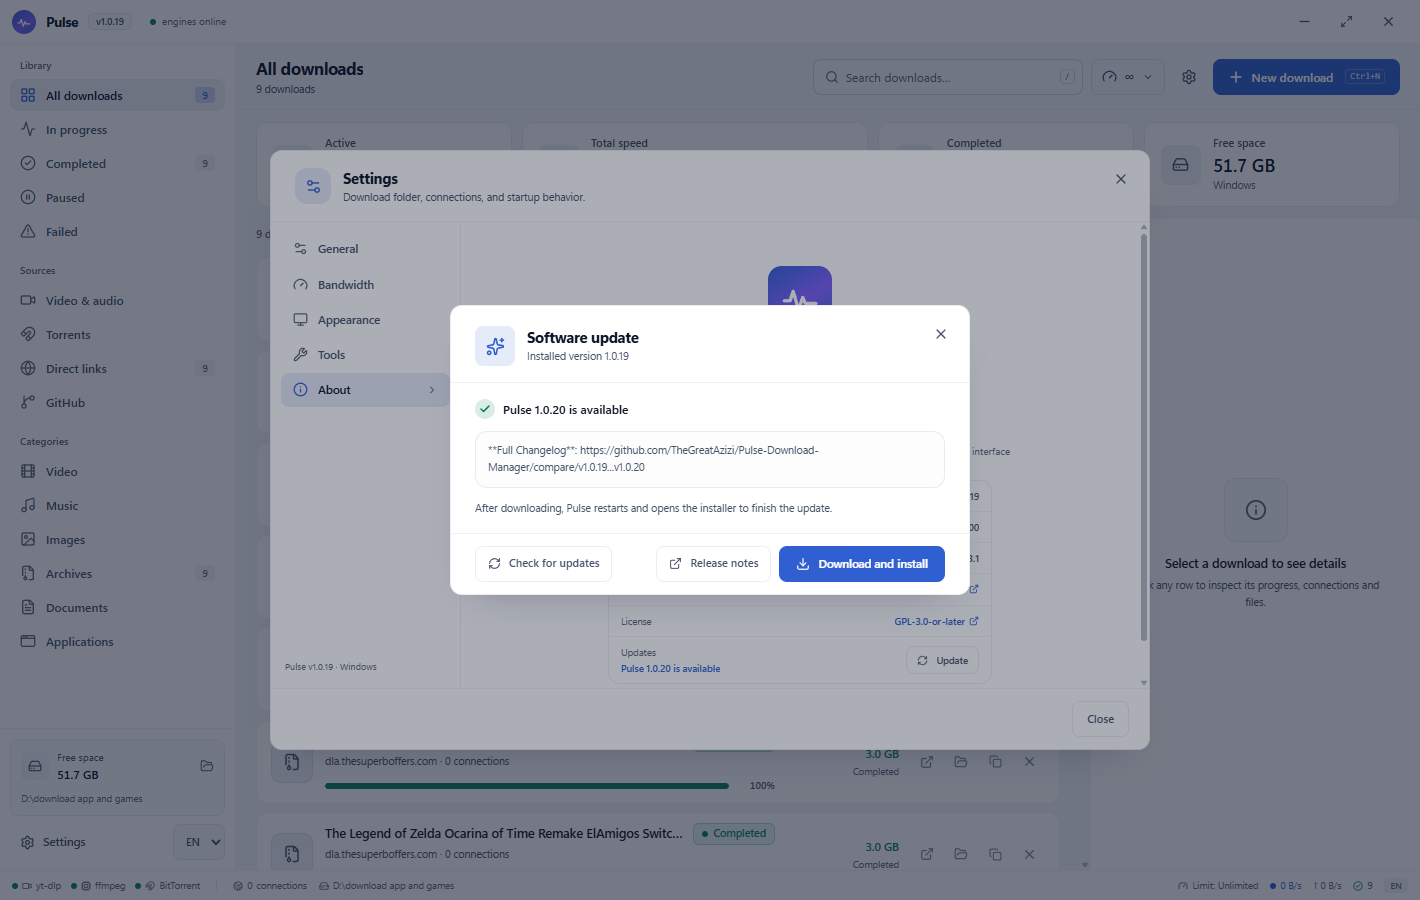 Pulse v1.0.19 engines online
Library
All downloads 9
In progress
Completed 9
Paused
Failed
Sources
Video & audio
Torrents
Direct links 9
GitHub
Categories
Video
Music
Images
Archives 9
Documents
Applications
Free space
51.7 GB
D:\download app and games
Settings EN
All downloads
9 downloads
Search downloads... /
∞
New download Ctrl+N
Active
Total speed
Completed
Free space
51.7 GB
Windows
9 d
Settings
Download folder, connections, and startup behavior.
General
Bandwidth
Appearance
Tools
About
Pulse v1.0.19 · Windows
interface
19
00
3.1
License GPL-3.0-or-later
Updates
Pulse 1.0.20 is available
Update
Close
Software update
Installed version 1.0.19
Pulse 1.0.20 is available
**Full Changelog**: https://github.com/TheGreatAzizi/Pulse-Download-
Manager/compare/v1.0.19...v1.0.20
After downloading, Pulse restarts and opens the installer to finish the update.
Check for updates
Release notes
Download and install
Select a download to see details
k any row to inspect its progress, connections and
files.
dla.thesuperboffers.com · 0 connections
3.0 GB
Completed
100%
The Legend of Zelda Ocarina of Time Remake ElAmigos Switc... Completed
dla.thesuperboffers.com · 0 connections
3.0 GB
Completed
yt-dlp ffmpeg BitTorrent 0 connections D:\download app and games
Limit: Unlimited 0 B/s ↑ 0 B/s 9 EN